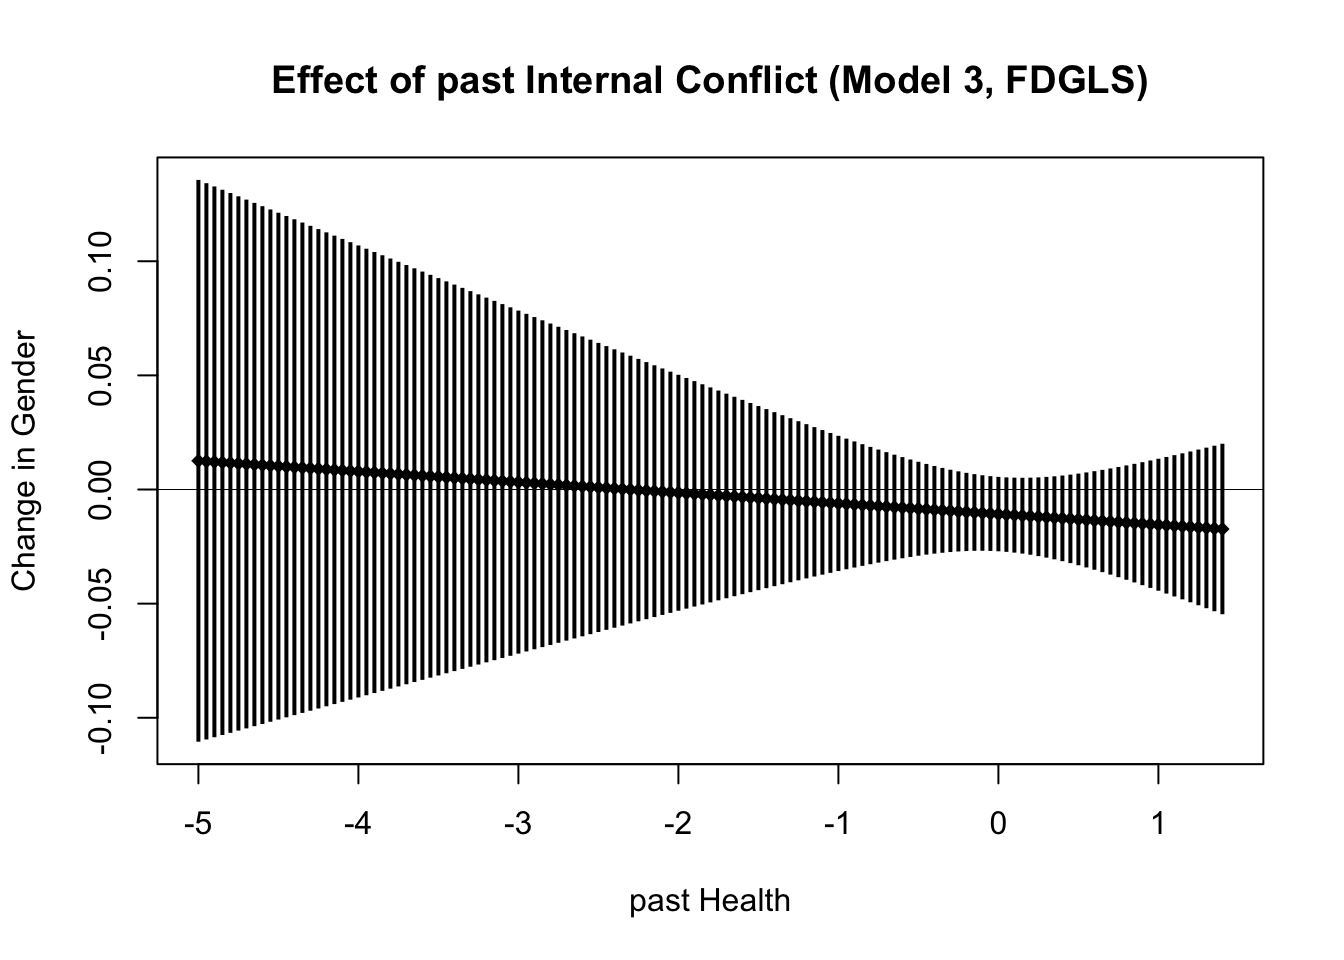 Effect of past Internal Conflict (Model 3, FDGLS)
Change in Gender
0.10
0.05
0.00
-0.05
-0.10
-5 -4 -3 -2 -1 0 1
past Health